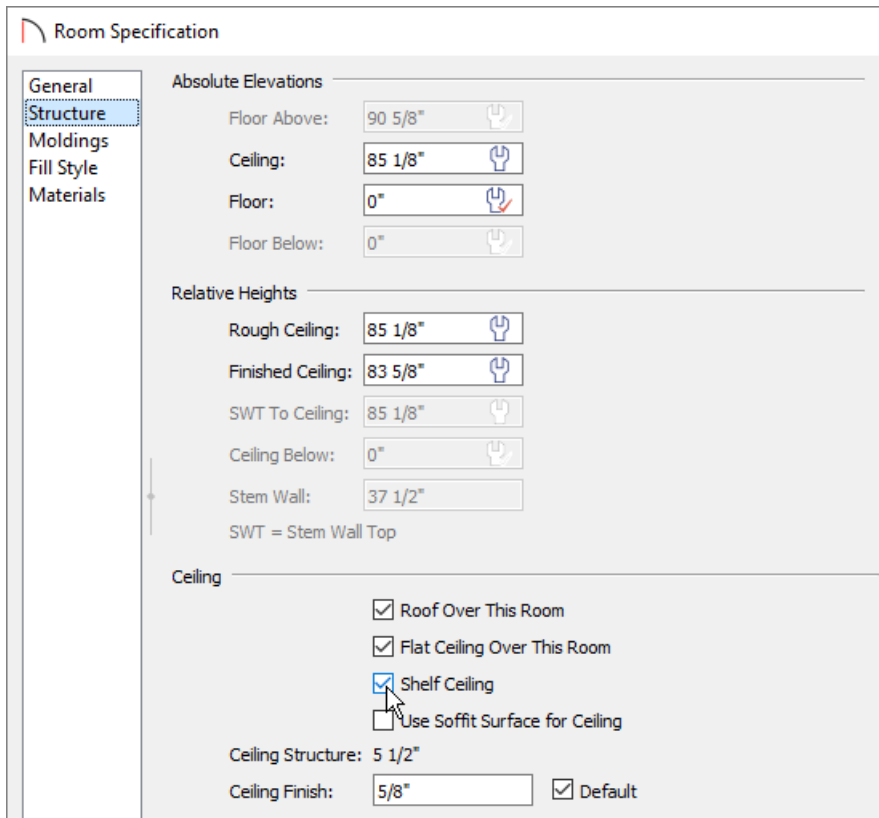 Room Specification
General
Structure
Moldings
Fill Style
Materials
Absolute Elevations
Floor Above: 90 5/8"
Ceiling: 85 1/8"
Floor: 0"
Floor Below: 0"
Relative Heights
Rough Ceiling: 85 1/8"
Finished Ceiling: 83 5/8"
SWT To Ceiling: 85 1/8"
Ceiling Below: 0"
Stem Wall: 37 1/2"
SWT = Stem Wall Top
Ceiling
Roof Over This Room
Flat Ceiling Over This Room
Shelf Ceiling
Use Soffit Surface for Ceiling
Ceiling Structure: 5 1/2"
Ceiling Finish: 5/8" Default